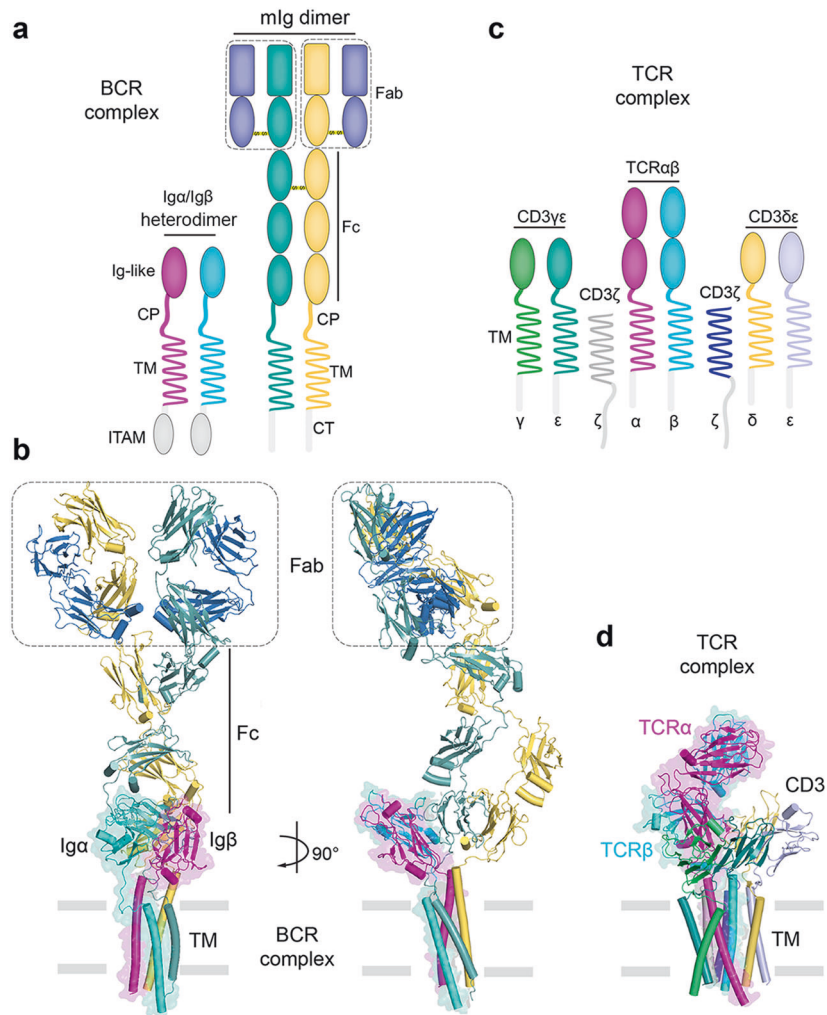 a
BCR
complex
mIg dimer
Fab
Igα/Igβ
heterodimer
Ig-like
Fc
CP
CP
TM
TM
ITAM
CT
s s
s s
s s
c
TCR
complex
TCRαβ
CD3γε
CD3δε
CD3ζ
CD3ζ
TM
γ
ε
ζ
α
β
ζ
δ
ε
b
Fab
Fc
Igα
Igβ
90°
TM
BCR
complex
d
TCR
complex
TCRα
CD3
TCRβ
TM